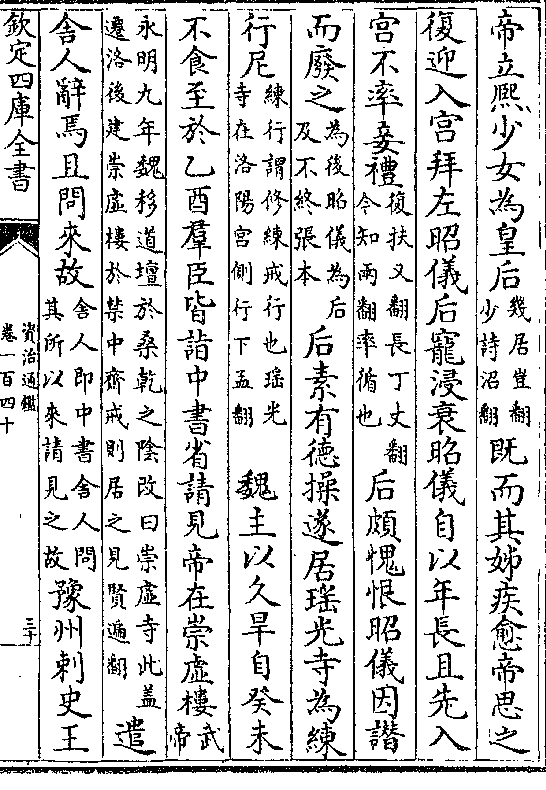 帝立熈少女為皇后幾居豈翻少詩沼翻既而其姊疾愈帝思之
復迎入宫拜左昭儀后寵浸衰昭儀自以年長且先入
宫不率妾禮復扶又翻長丁丈翻令知兩翻率循也后頗愧恨昭儀因譖
而廢之為後昭儀為后及不終張本后素有德操遂居瑶光寺為練
行尼練行謂修練戒行也瑶光寺在洛陽宫側行下孟翻魏主以久旱自癸未
不食至於乙酉羣臣皆詣中書省請見帝在崇虚樓武帝
永明九年魏移道壇於桑乾之陰改曰崇虚寺此盖遷洛後建崇虚樓於禁中齊戒則居之見賢遍翻遣
舍人辭焉且問來故舍人即中書舍人問其所以來請見之故豫州刺史王
欽定四庫全書
資治通鑑
卷一百四十
三十